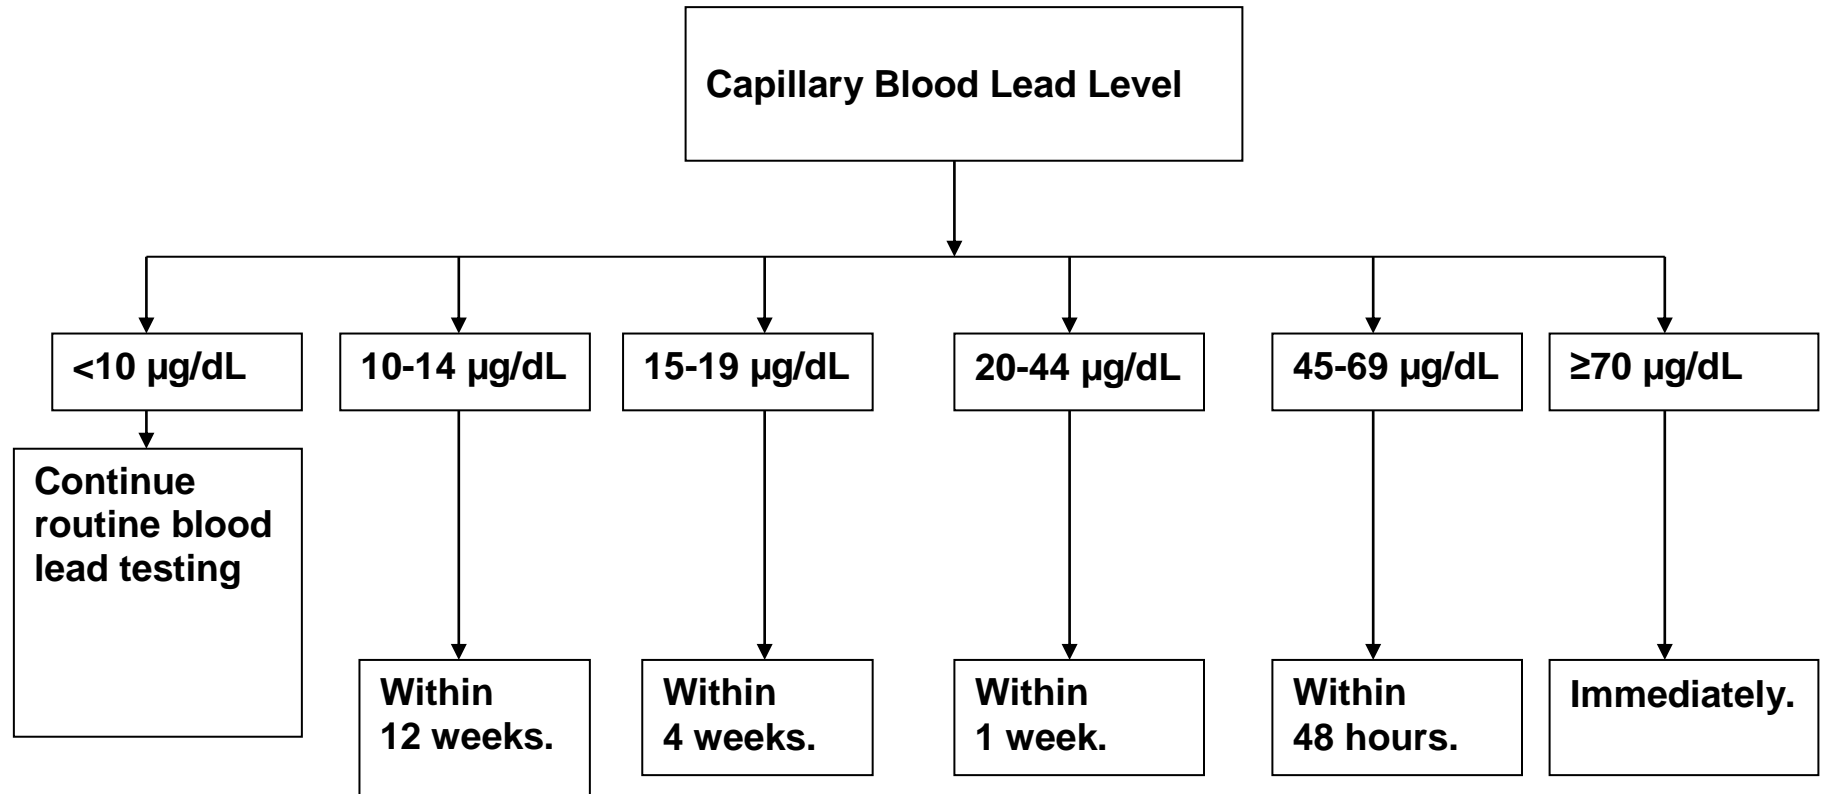 Capillary Blood Lead Level
<10 µg/dL
10-14 µg/dL
15-19 µg/dL
20-44 µg/dL
45-69 µg/dL
≥70 µg/dL
Continue
routine blood
lead testing
Within
12 weeks.
Within
4 weeks.
Within
1 week.
Within
48 hours.
Immediately.